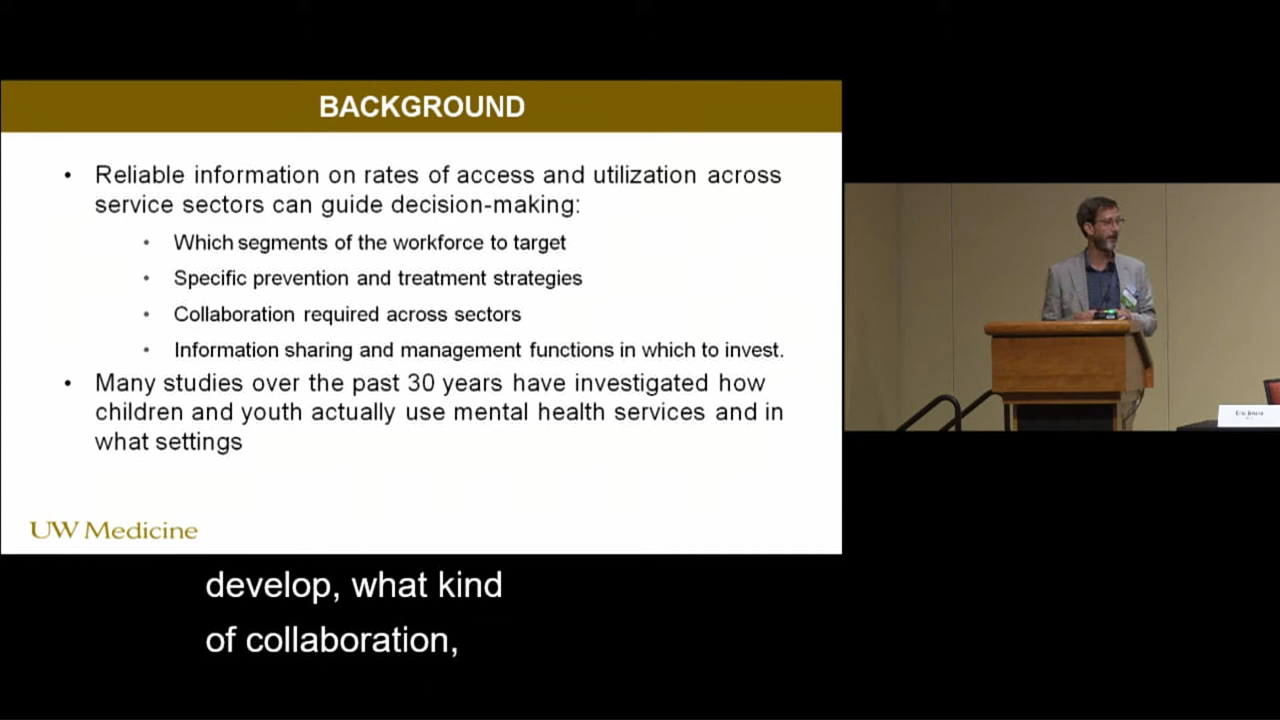 BACKGROUND
• Reliable information on rates of access and utilization across
service sectors can guide decision-making:
• Which segments of the workforce to target
• Specific prevention and treatment strategies
• Collaboration required across sectors
• Information sharing and management functions in which to invest.
• Many studies over the past 30 years have investigated how
children and youth actually use mental health services and in
what settings
UW Medicine
develop, what kind
of collaboration,